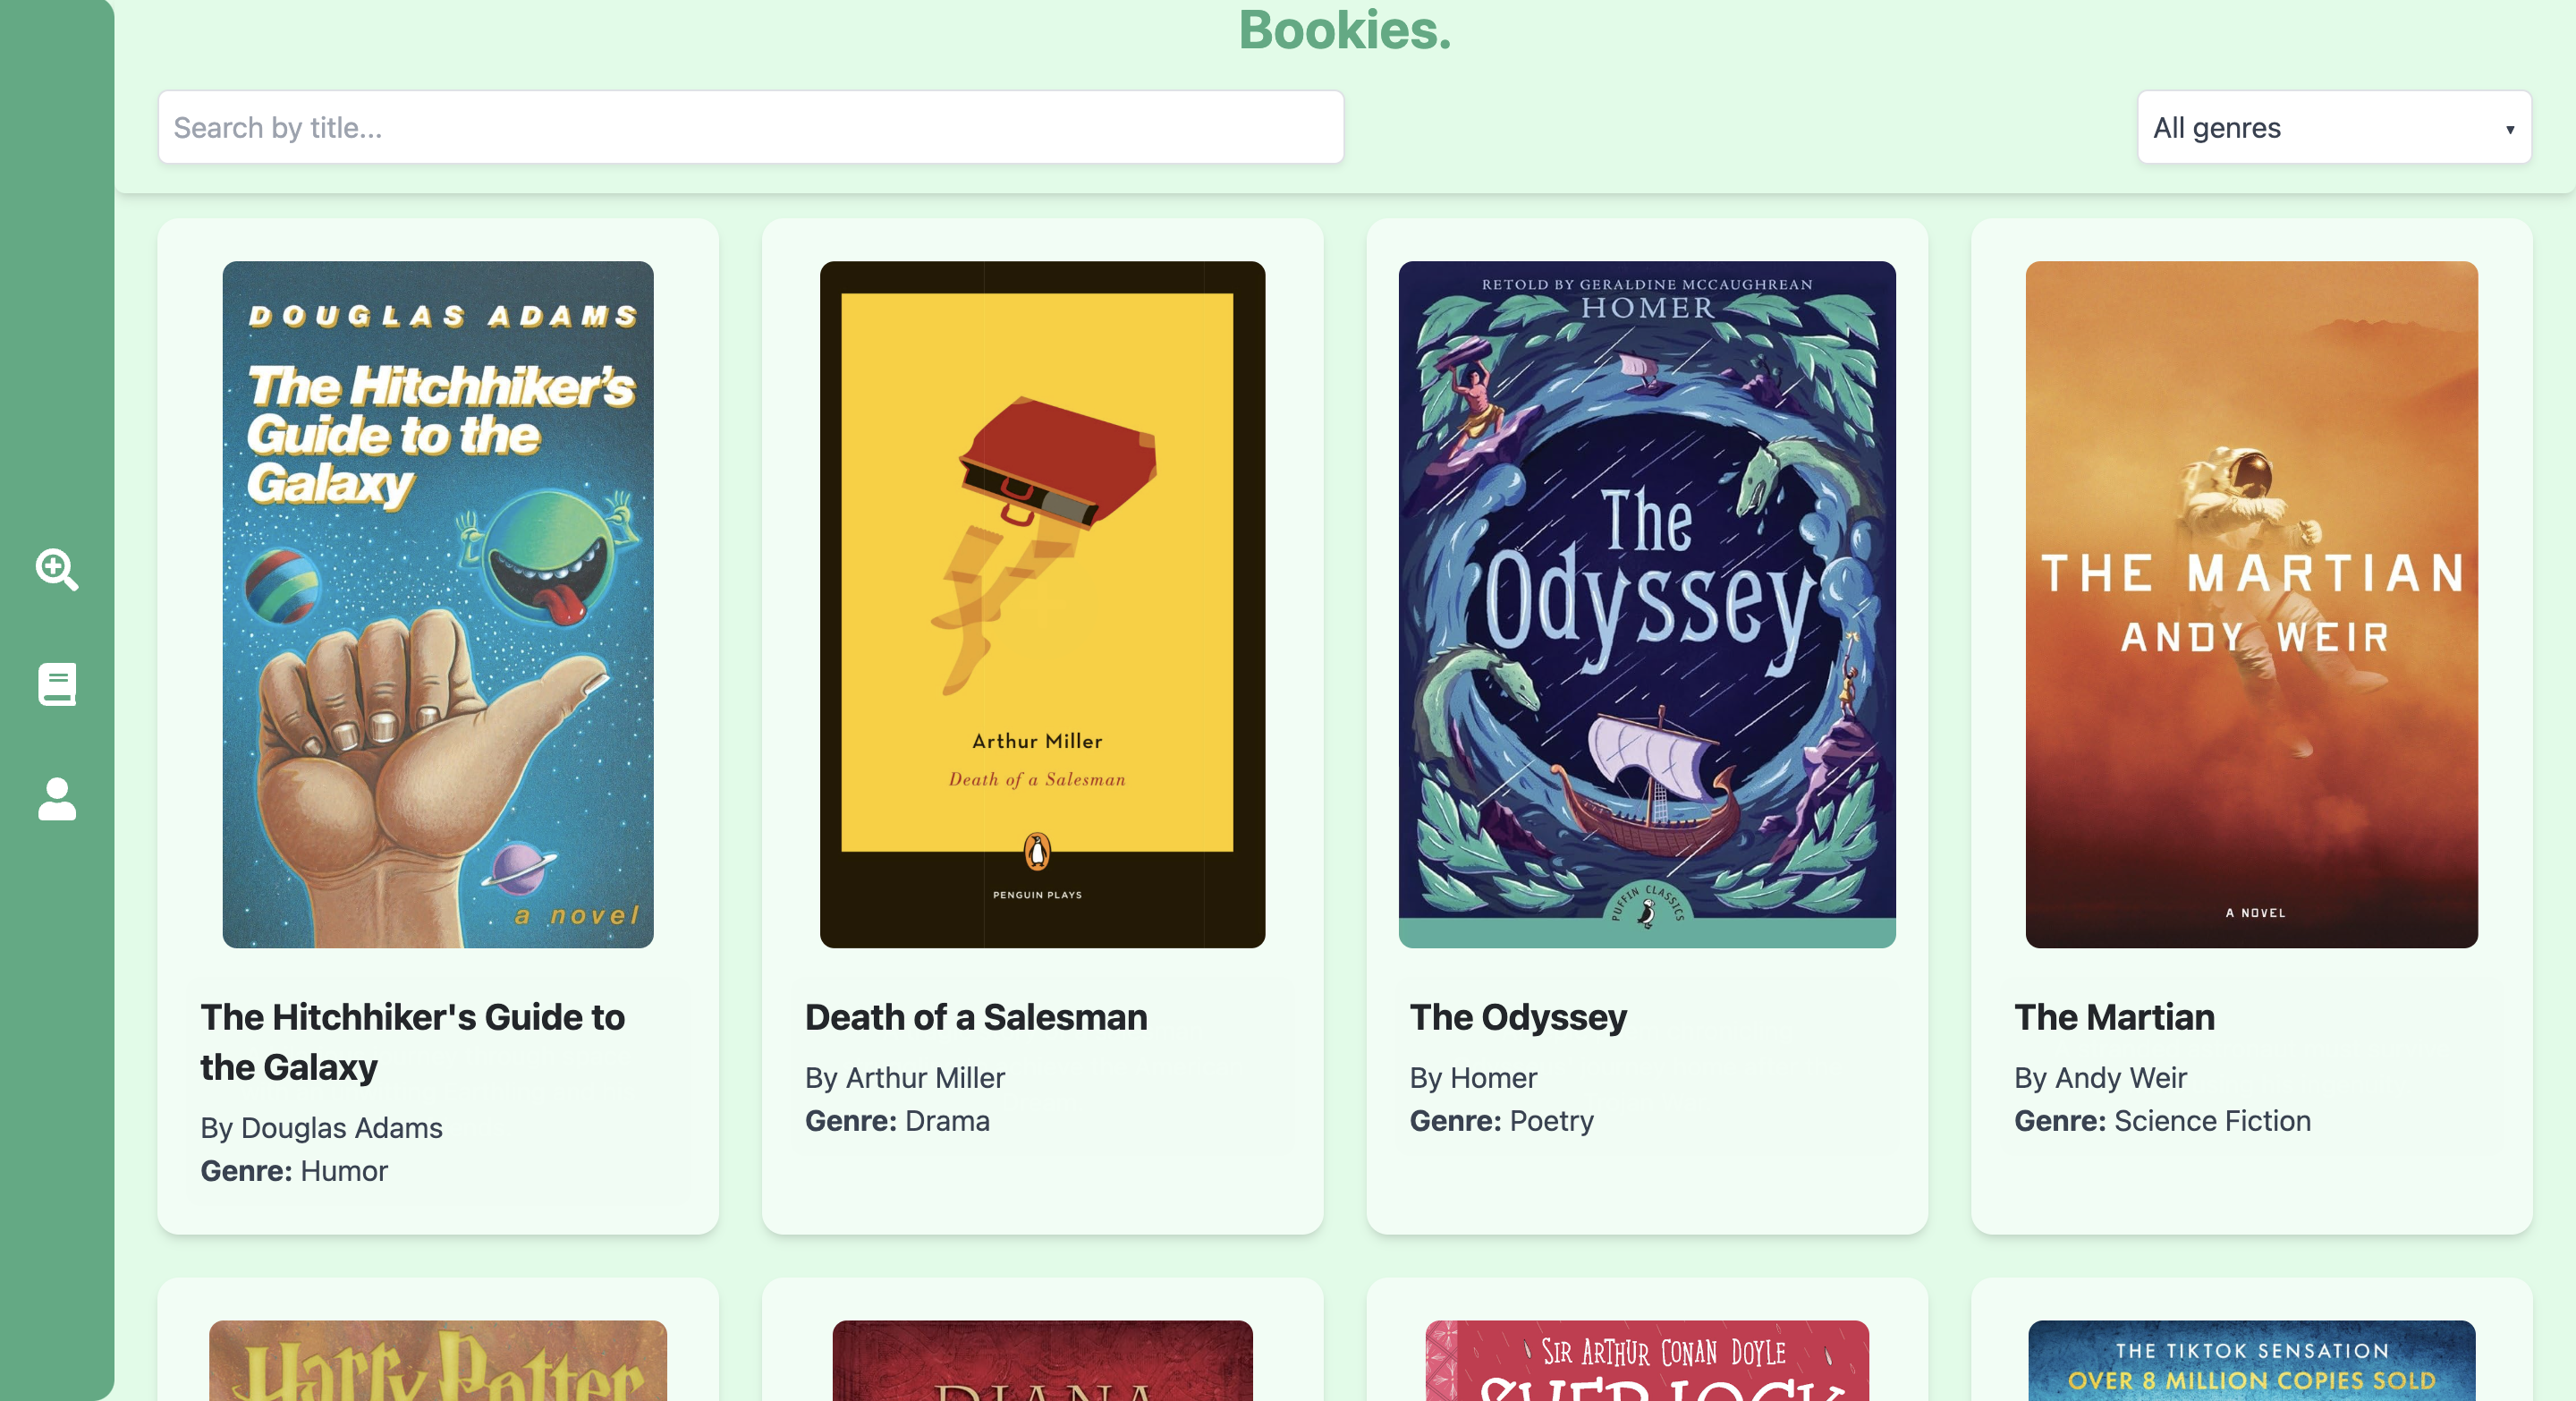 Bookies.
Search by title...
All genres
DOUGLAS ADAMS
The Hitchhiker's
Guide to the
Galaxy
a novel
The Hitchhiker's Guide to
the Galaxy
By Douglas Adams
Genre: Humor
Arthur Miller
Death of a Salesman
PENGUIN PLAYS
Death of a Salesman
By Arthur Miller
Genre: Drama
RETOLD BY GERALDINE MCCAUGHREAN
HOMER
The
Odyssey
PUFFIN CLASSICS
The Odyssey
By Homer
Genre: Poetry
THE MARTIAN
ANDY WEIR
A NOVEL
The Martian
By Andy Weir
Genre: Science Fiction
Harry Potter
DIANA
SIR ARTHUR CONAN DOYLE
SHERLOCK
THE TIKTOK SENSATION
OVER 8 MILLION COPIES SOLD